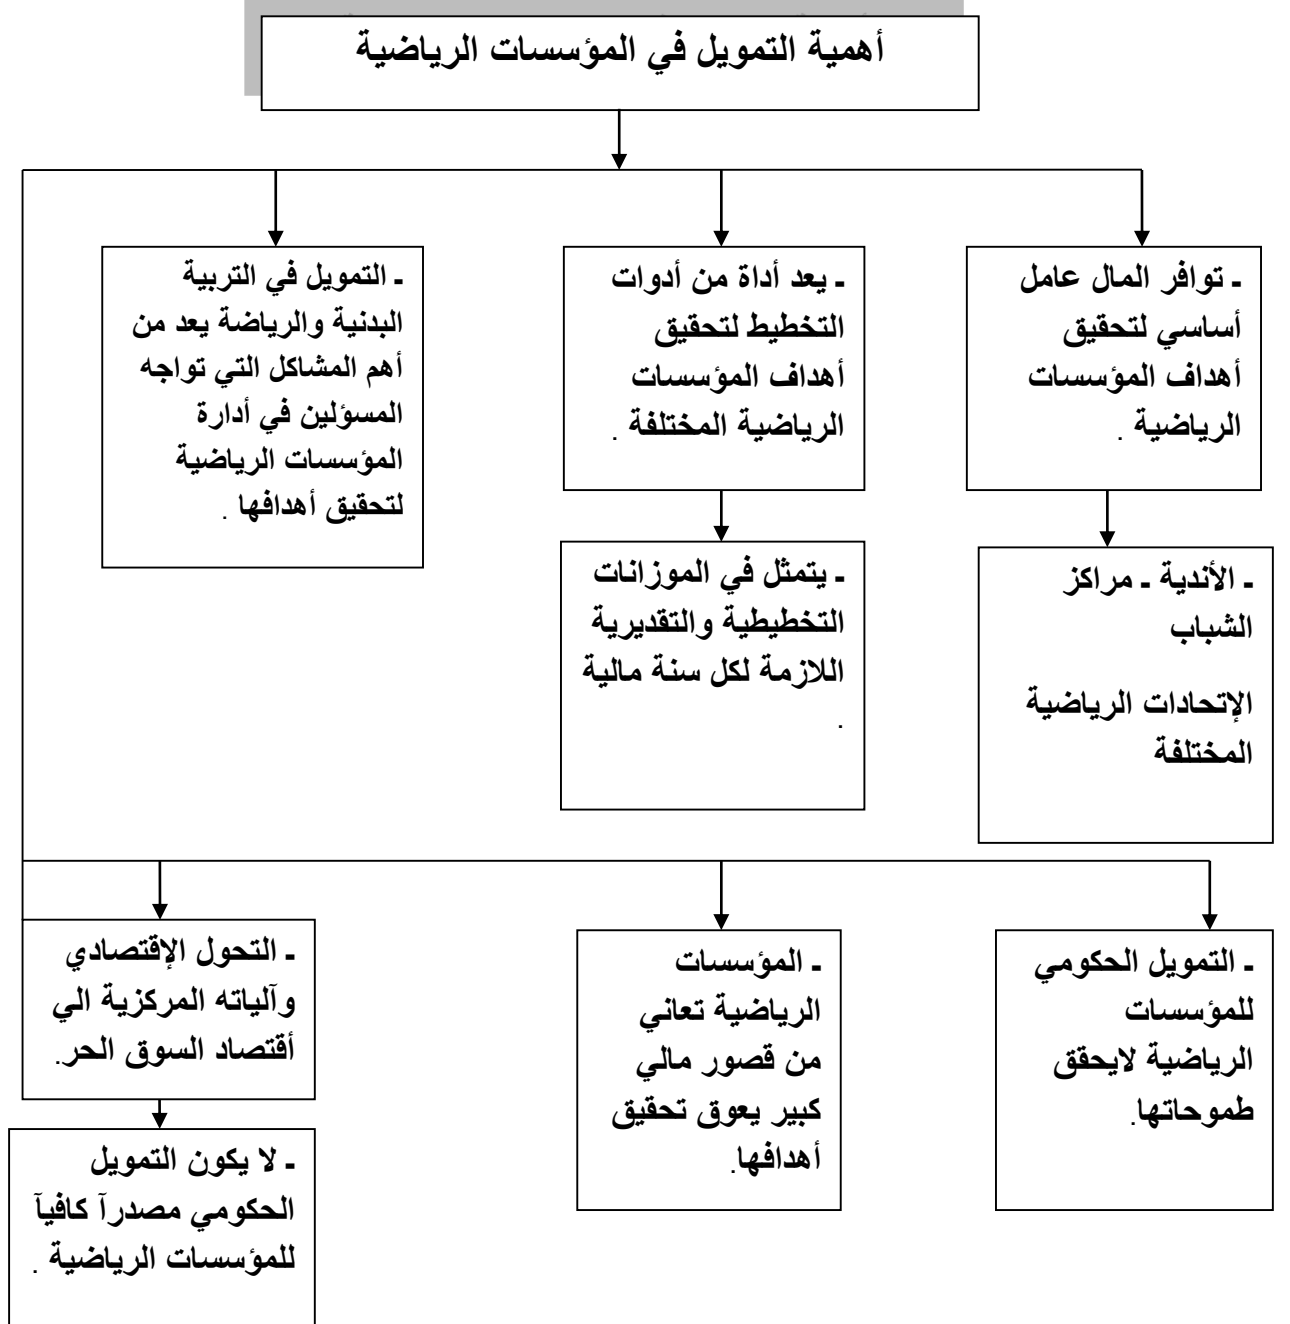 أهمية التمويل في المؤسسات الرياضية
ـ توافر المال عامل
أساسي لتحقيق
أهداف المؤسسات
الرياضية .
ـ يعد أداة من أدوات
التخطيط لتحقيق
أهداف المؤسسات
الرياضية المختلفة .
ـ التمويل في التربية
البدنية والرياضة يعد من
أهم المشاكل التي تواجه
المسؤلين في أدارة
المؤسسات الرياضية
لتحقيق أهدافها .
ـ الأندية ـ مراكز
الشباب
الإتحادات الرياضية
المختلفة
ـ يتمثل في الموزانات
التخطيطية والتقديرية
اللازمة لكل سنة مالية
.
ـ التمويل الحكومي
للمؤسسات
الرياضية لايحقق
طموحاتها.
ـ المؤسسات
الرياضية تعاني
من قصور مالي
كبير يعوق تحقيق
أهدافها.
ـ التحول الإقتصادي
وآلياته المركزية الي
أقتصاد السوق الحر.
ـ لا يكون التمويل
الحكومي مصدرآ كافيآ
للمؤسسات الرياضية .